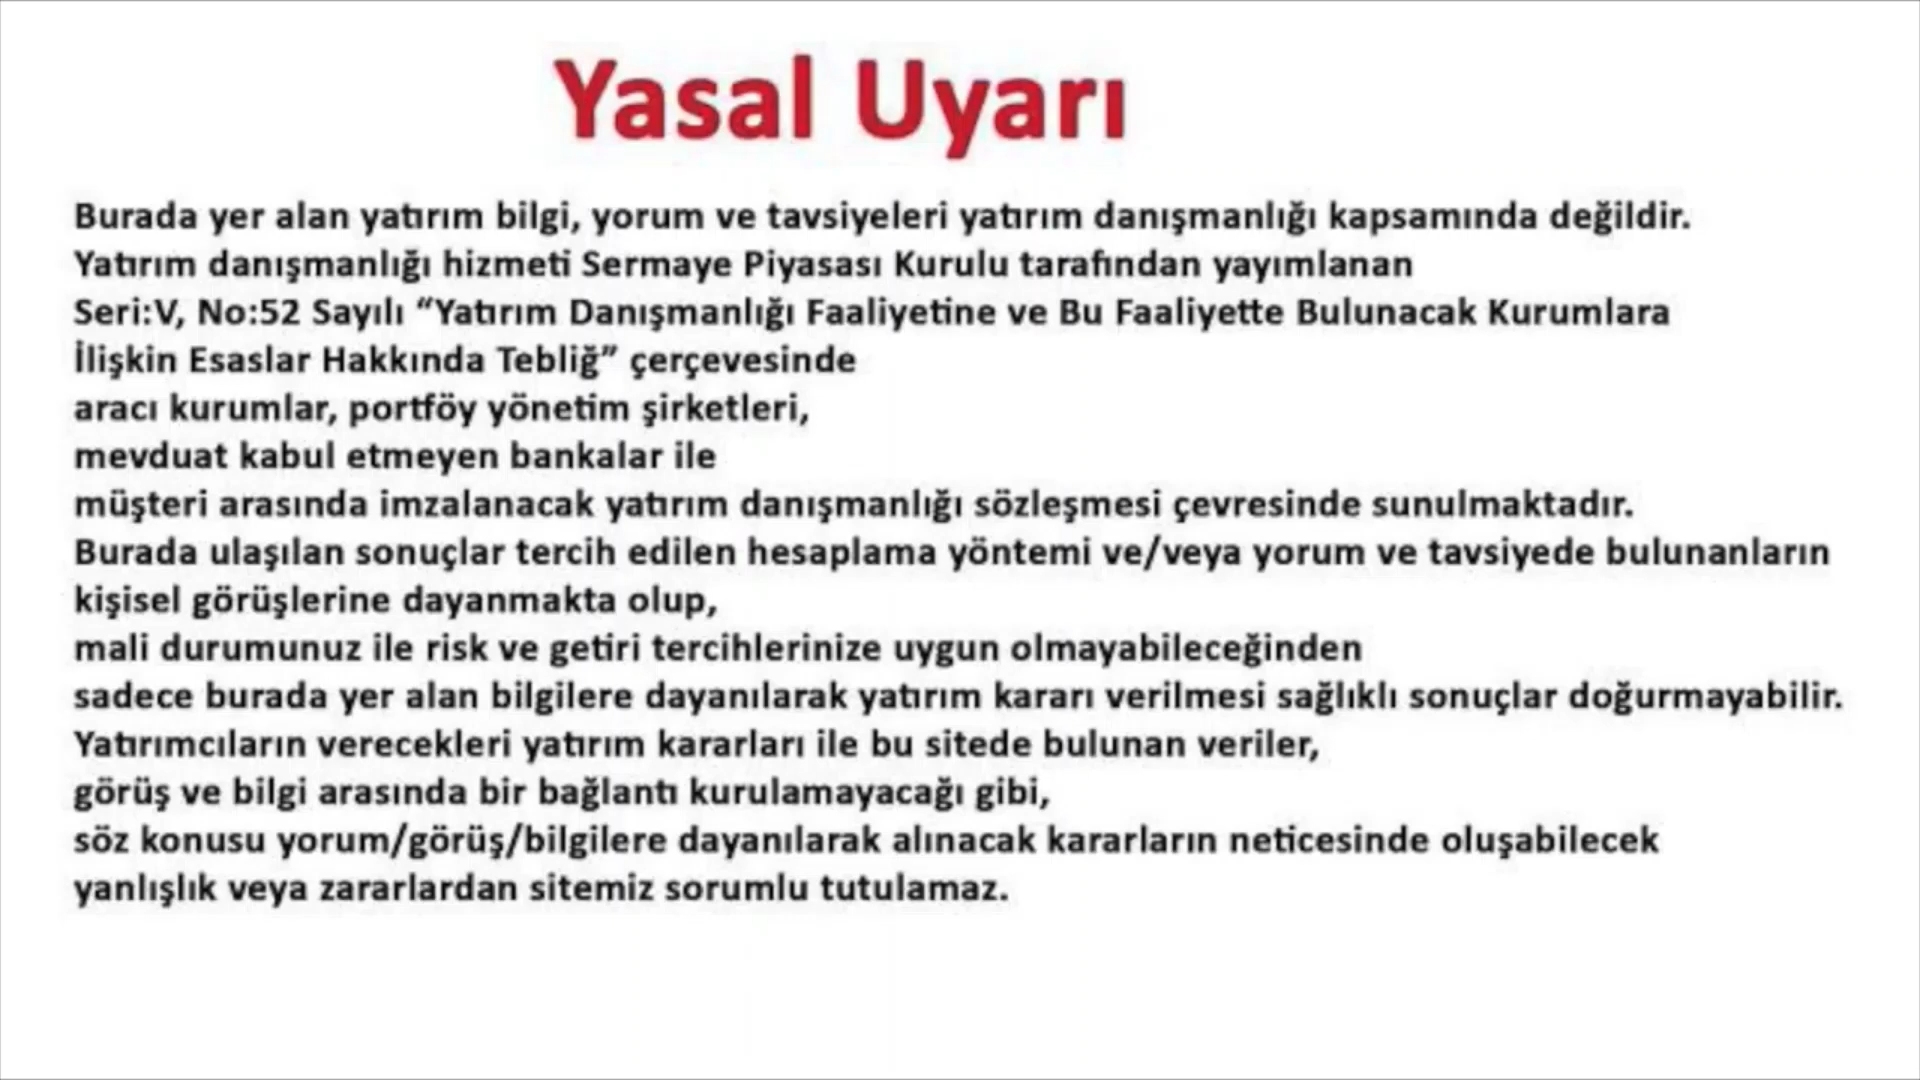 Yasal Uyarı
Burada yer alan yatırım bilgi, yorum ve tavsiyeleri yatırım danışmanlığı kapsamında değildir.
Yatırım danışmanlığı hizmeti Sermaye Piyasası Kurulu tarafından yayımlanan
Seri:V, No:52 Sayılı “Yatırım Danışmanlığı Faaliyetine ve Bu Faaliyette Bulunacak Kurumlara
İlişkin Esaslar Hakkında Tebliğ” çerçevesinde
aracı kurumlar, portföy yönetim şirketleri,
mevduat kabul etmeyen bankalar ile
müşteri arasında imzalanacak yatırım danışmanlığı sözleşmesi çevresinde sunulmaktadır.
Burada ulaşılan sonuçlar tercih edilen hesaplama yöntemi ve/veya yorum ve tavsiyede bulunanların
kişisel görüşlerine dayanmakta olup,
mali durumunuz ile risk ve getiri tercihlerinize uygun olmayabileceğinden
sadece burada yer alan bilgilere dayanılarak yatırım kararı verilmesi sağlıklı sonuçlar doğurmayabilir.
Yatırımcıların verecekleri yatırım kararları ile bu sitede bulunan veriler,
görüş ve bilgi arasında bir bağlantı kurulamayacağı gibi,
söz konusu yorum/görüş/bilgilere dayanılarak alınacak kararların neticesinde oluşabilecek
yanlışlık veya zararlardan sitemiz sorumlu tutulamaz.